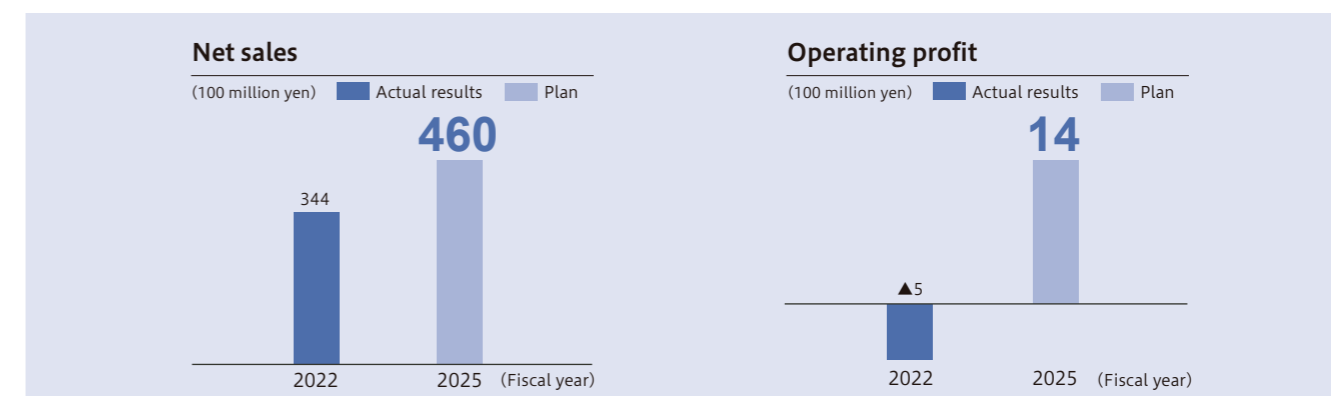 Net sales
(100 million yen) Actual results Plan
460
344
2022 2025 (Fiscal year)
Operating profit
(100 million yen) Actual results Plan
14
▲5
2022 2025 (Fiscal year)